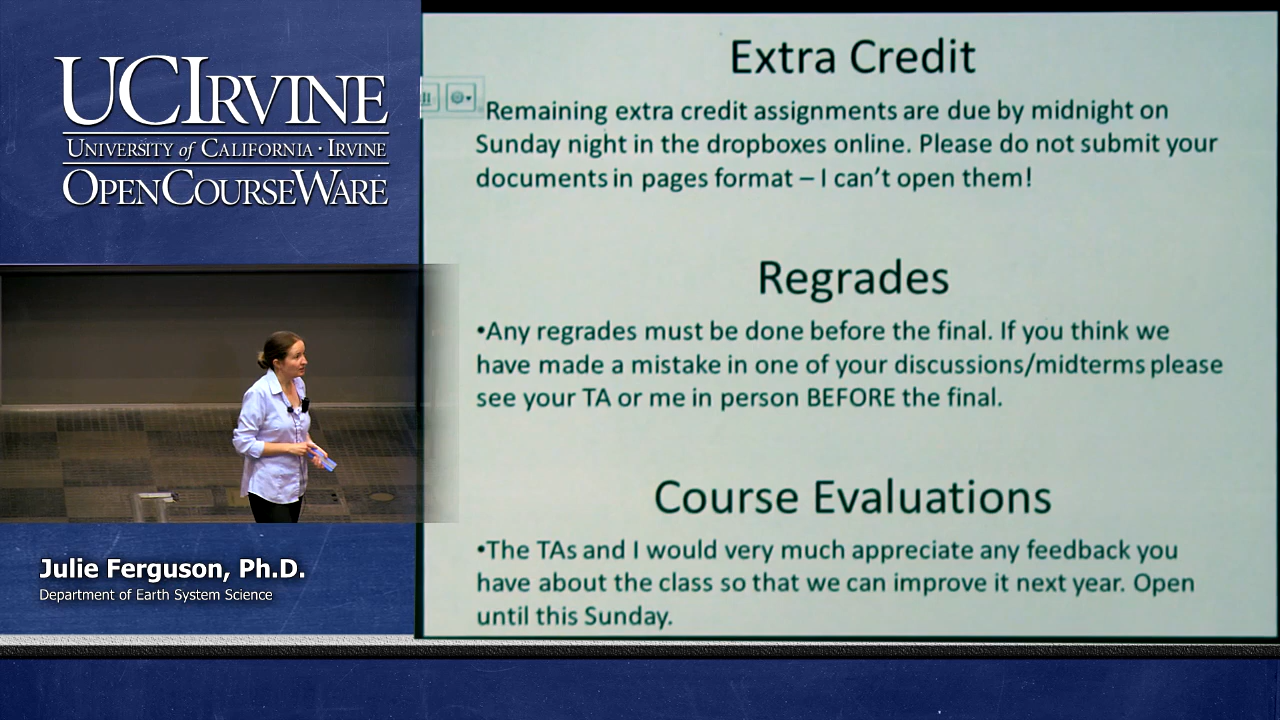 UCIRVINE
UNIVERSITY of CALIFORNIA · IRVINE
OPENCOURSEWARE
Extra Credit
Remaining extra credit assignments are due by midnight on
Sunday night in the dropboxes online. Please do not submit your
documents in pages format – I can't open them!
Regrades
•Any regrades must be done before the final. If you think we
have made a mistake in one of your discussions/midterms please
see your TA or me in person BEFORE the final.
Course Evaluations
•The TAs and I would very much appreciate any feedback you
have about the class so that we can improve it next year. Open
until this Sunday.
Julie Ferguson, Ph.D.
Department of Earth System Science